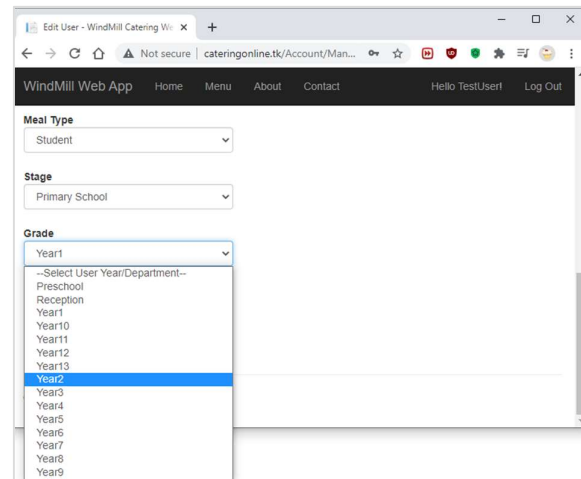 Edit User - WindMill Catering We
Not secure | cateringonline.tk/Account/Man...
WindMill Web App Home Menu About Contact Hello TestUser! Log Out
Meal Type
Student
Stage
Primary School
Grade
Year1
--Select User Year/Department--
Preschool
Reception
Year1
Year10
Year11
Year12
Year13
Year2
Year3
Year4
Year5
Year6
Year7
Year8
Year9